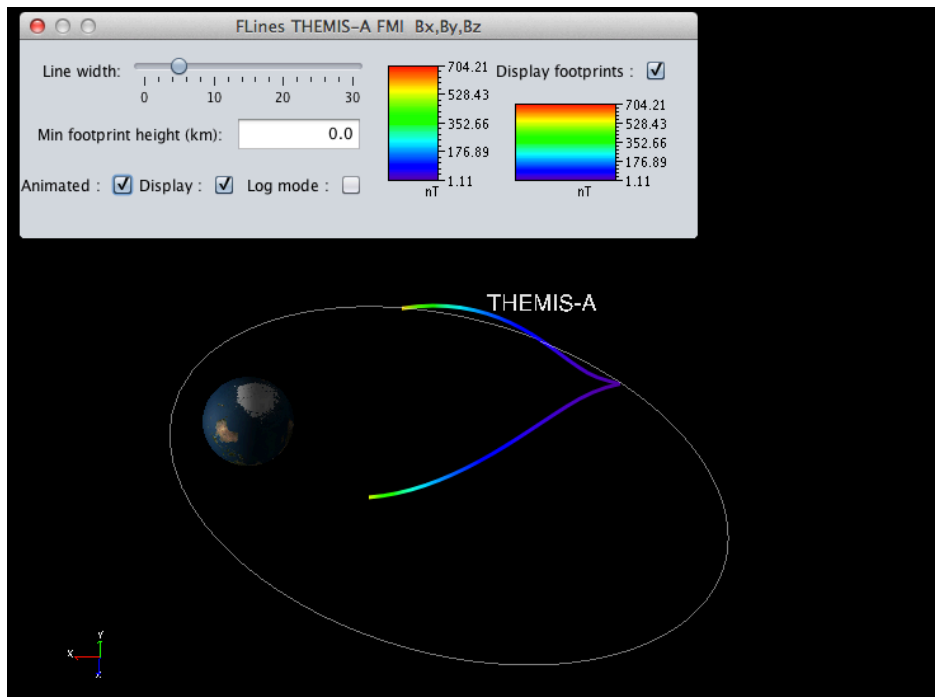 FLines THEMIS-A FMI Bx,By,Bz
Line width:
0 10 20 30
Min footprint height (km): 0.0
Animated : Display : Log mode :
704.21
528.43
352.66
176.89
1.11
nT
Display footprints :
704.21
528.43
352.66
176.89
1.11
nT
THEMIS-A
Y
X